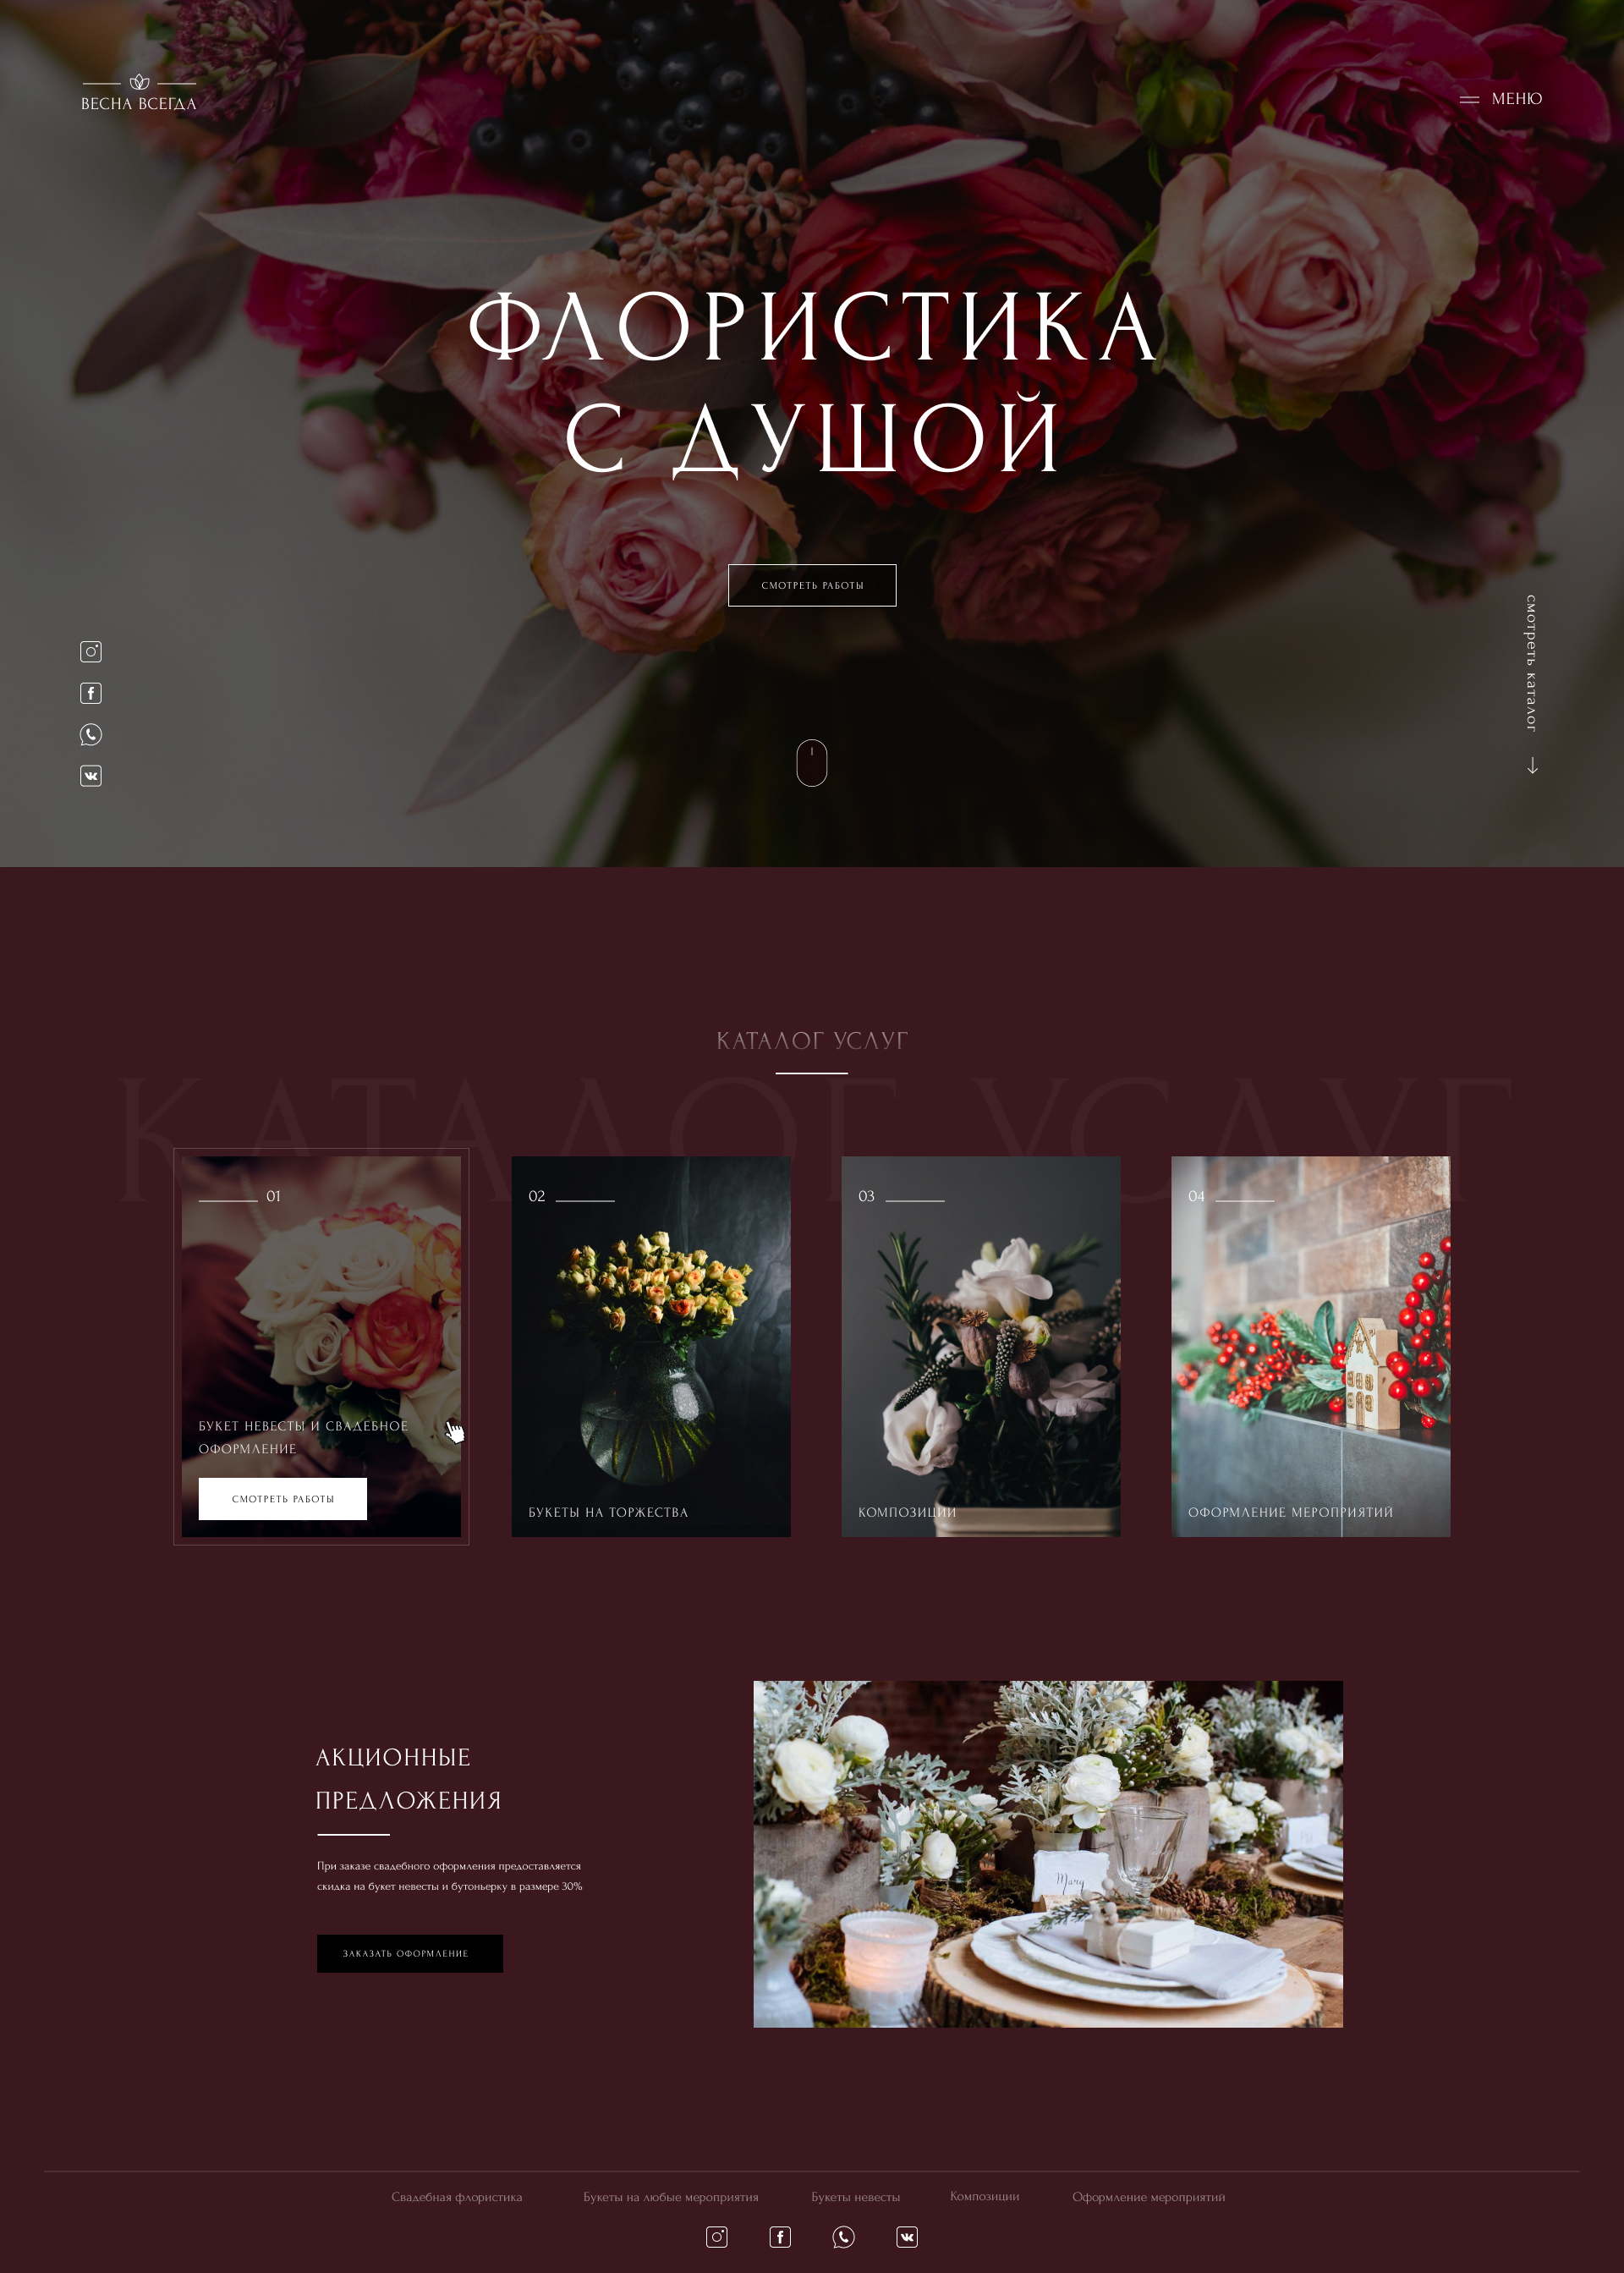 ВЕСНА ВСЕГДА
МЕНЮ
ФЛОРИСТИКА
С ДУШОЙ
СМОТРЕТЬ РАБОТЫ
смотреть каталог
КАТАЛОГ УСЛУГ
КАТАЛОГ УСЛУГ
01
БУКЕТ НЕВЕСТЫ И СВАДЕБНОЕ
ОФОРМЛЕНИЕ
СМОТРЕТЬ РАБОТЫ
02
БУКЕТЫ НА ТОРЖЕСТВА
03
КОМПОЗИЦИИ
04
ОФОРМЛЕНИЕ МЕРОПРИЯТИЙ
АКЦИОННЫЕ
ПРЕДЛОЖЕНИЯ
При заказе свадебного оформления предоставляется
скидка на букет невесты и бутоньерку в размере 30%
ЗАКАЗАТЬ ОФОРМЛЕНИЕ
Mary
Свадебная флористика
Букеты на любые мероприятия
Букеты невесты
Композиции
Оформление мероприятий